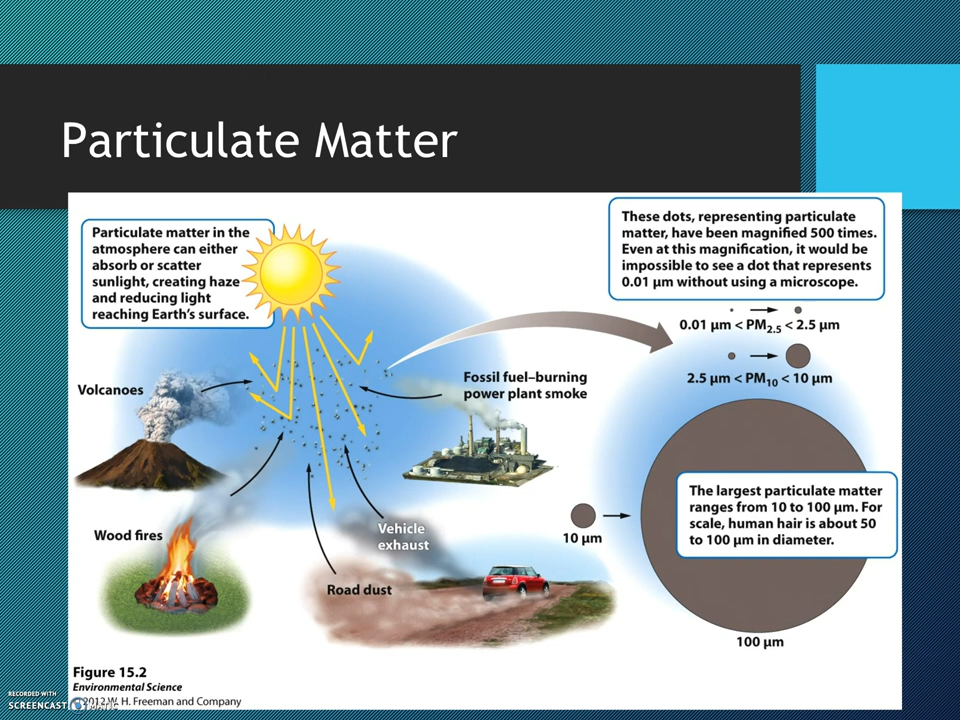 Particulate Matter
Particulate matter in the
atmosphere can either
absorb or scatter
sunlight, creating haze
and reducing light
reaching Earth's surface.
These dots, representing particulate
matter, have been magnified 500 times.
Even at this magnification, it would be
impossible to see a dot that represents
0.01 µm without using a microscope.
0.01 µm < PM2.5 < 2.5 µm
2.5 µm < PM10 < 10 µm
Volcanoes
Fossil fuel–burning
power plant smoke
Wood fires
Vehicle
exhaust
Road dust
10 µm
The largest particulate matter
ranges from 10 to 100 µm. For
scale, human hair is about 50
to 100 µm in diameter.
100 µm
Figure 15.2
Environmental Science
©2012 W. H. Freeman and Company
RECORDED WITH
SCREENCAST MATIC